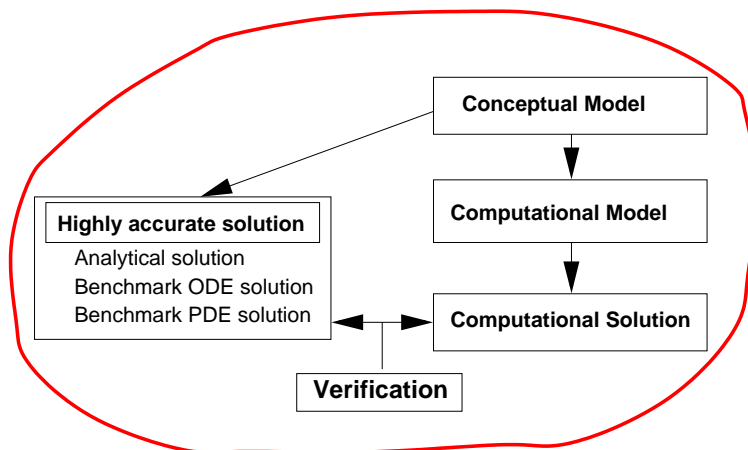 Conceptual Model
Computational Model
Highly accurate solution
Analytical solution
Benchmark ODE solution
Benchmark PDE solution
Computational Solution
Verification